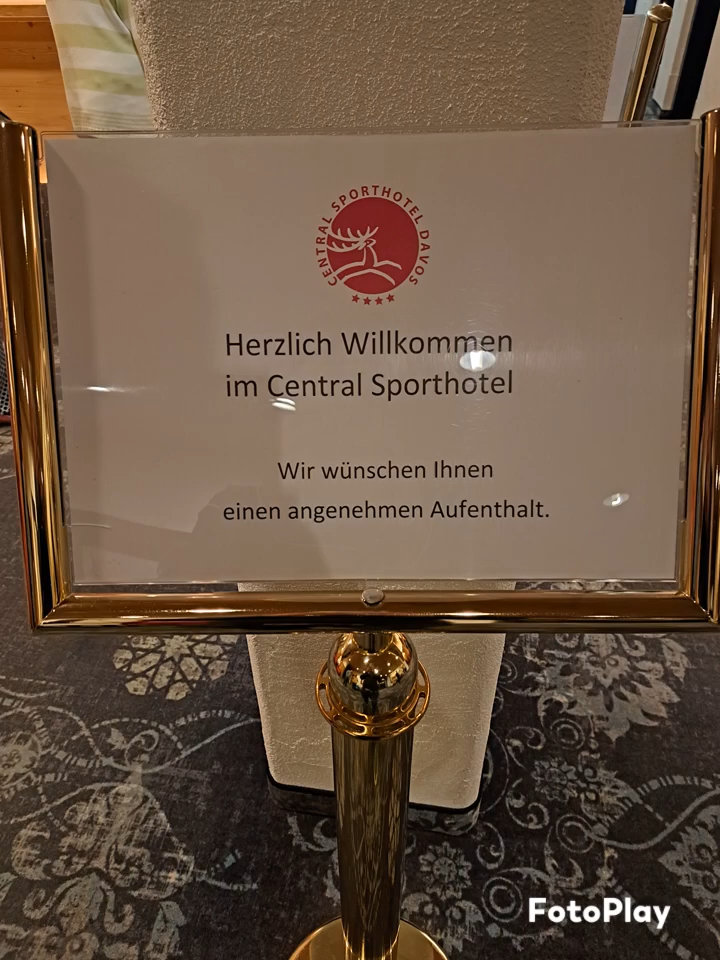 CENTRAL SPORTHOTEL DAVOS
Herzlich Willkommen
im Central Sporthotel
Wir wünschen Ihnen
einen angenehmen Aufenthalt.
FotoPlay